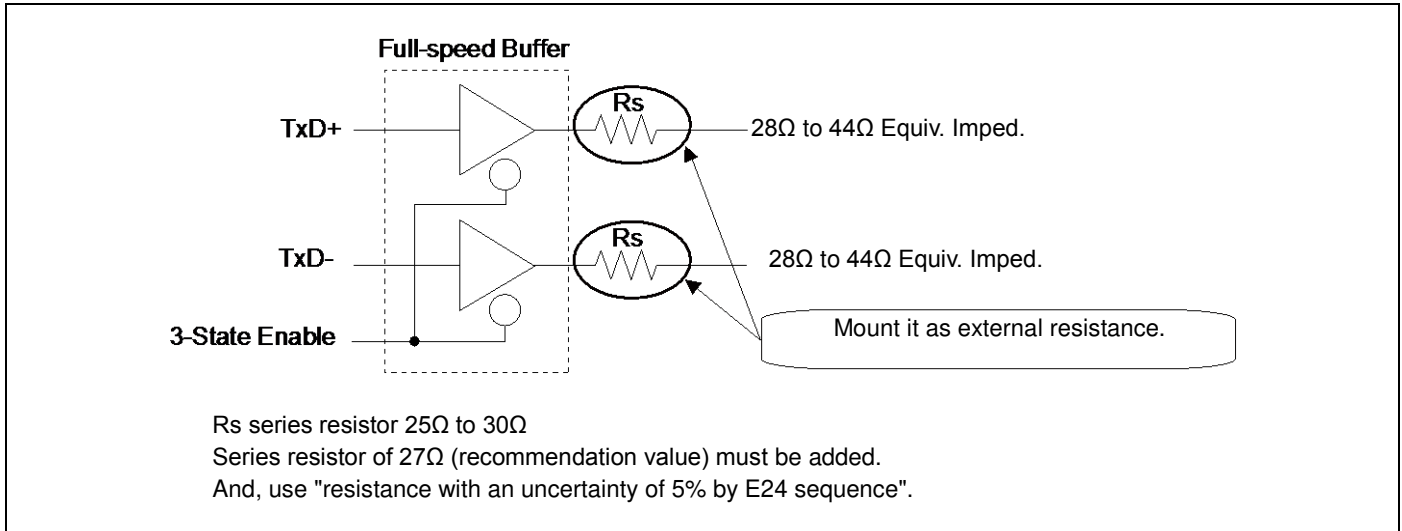 Full-speed Buffer
Rs
TxD+
28Ω to 44Ω Equiv. Imped.
Rs
TxD-
28Ω to 44Ω Equiv. Imped.
Mount it as external resistance.
3-State Enable
Rs series resistor 25Ω to 30Ω
Series resistor of 27Ω (recommendation value) must be added.
And, use "resistance with an uncertainty of 5% by E24 sequence".